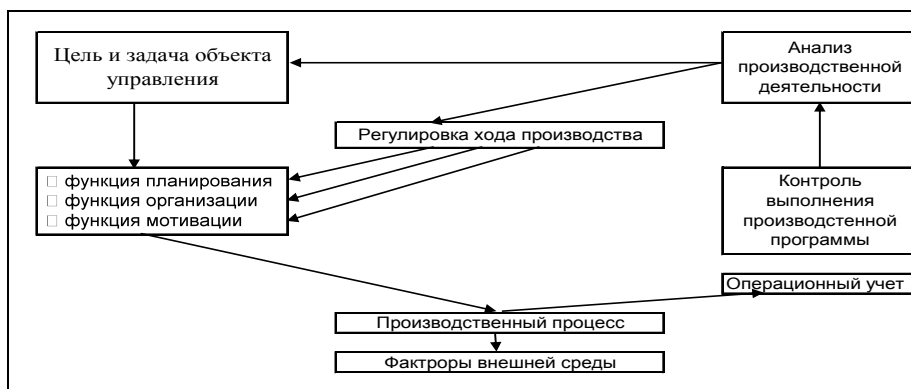 Цель и задача объекта
управления
Анализ
производственной
деятельности
Регулировка хода производства
функция планирования
функция организации
функция мотивации
Контроль
выполнения
производстенной
программы
Операционный учет
Производственный процесс
Фактроры внешней среды